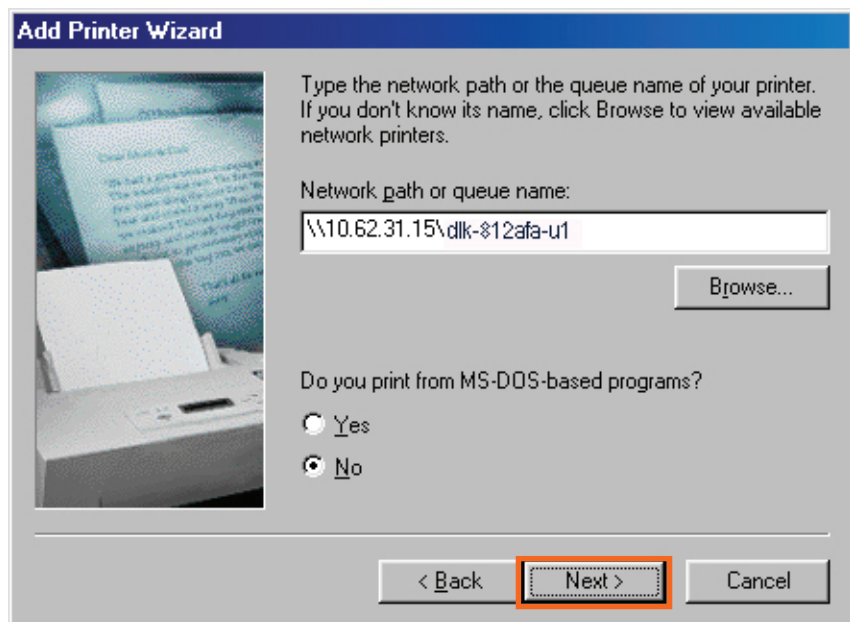 Add Printer Wizard
Type the network path or the queue name of your printer.
If you don't know its name, click Browse to view available
network printers.
Network path or queue name:
\\10.62.31.15\dlk-812afa-u1
Browse...
Do you print from MS-DOS-based programs?
Yes
No
< Back
Next >
Cancel